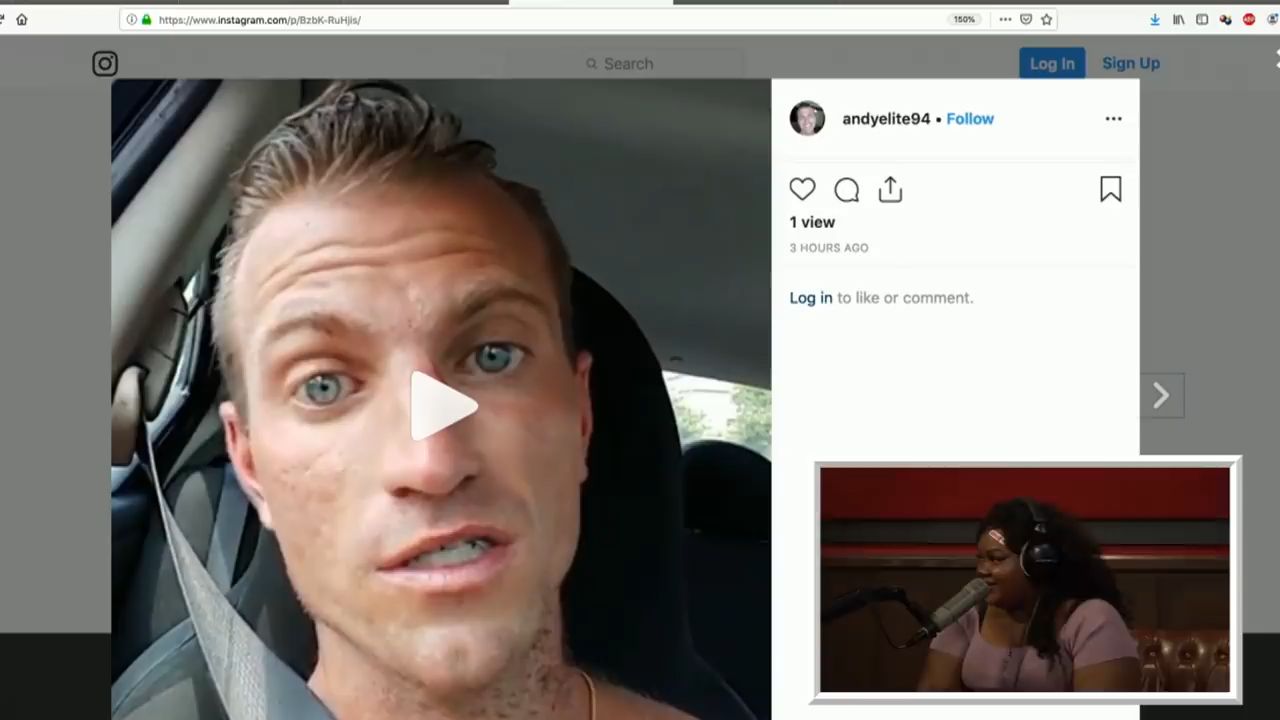 https://www.instagram.com/p/BzbK-RuHjis/
150%
Search
Log In
Sign Up
andyelite94 • Follow
1 view
3 HOURS AGO
Log in to like or comment.